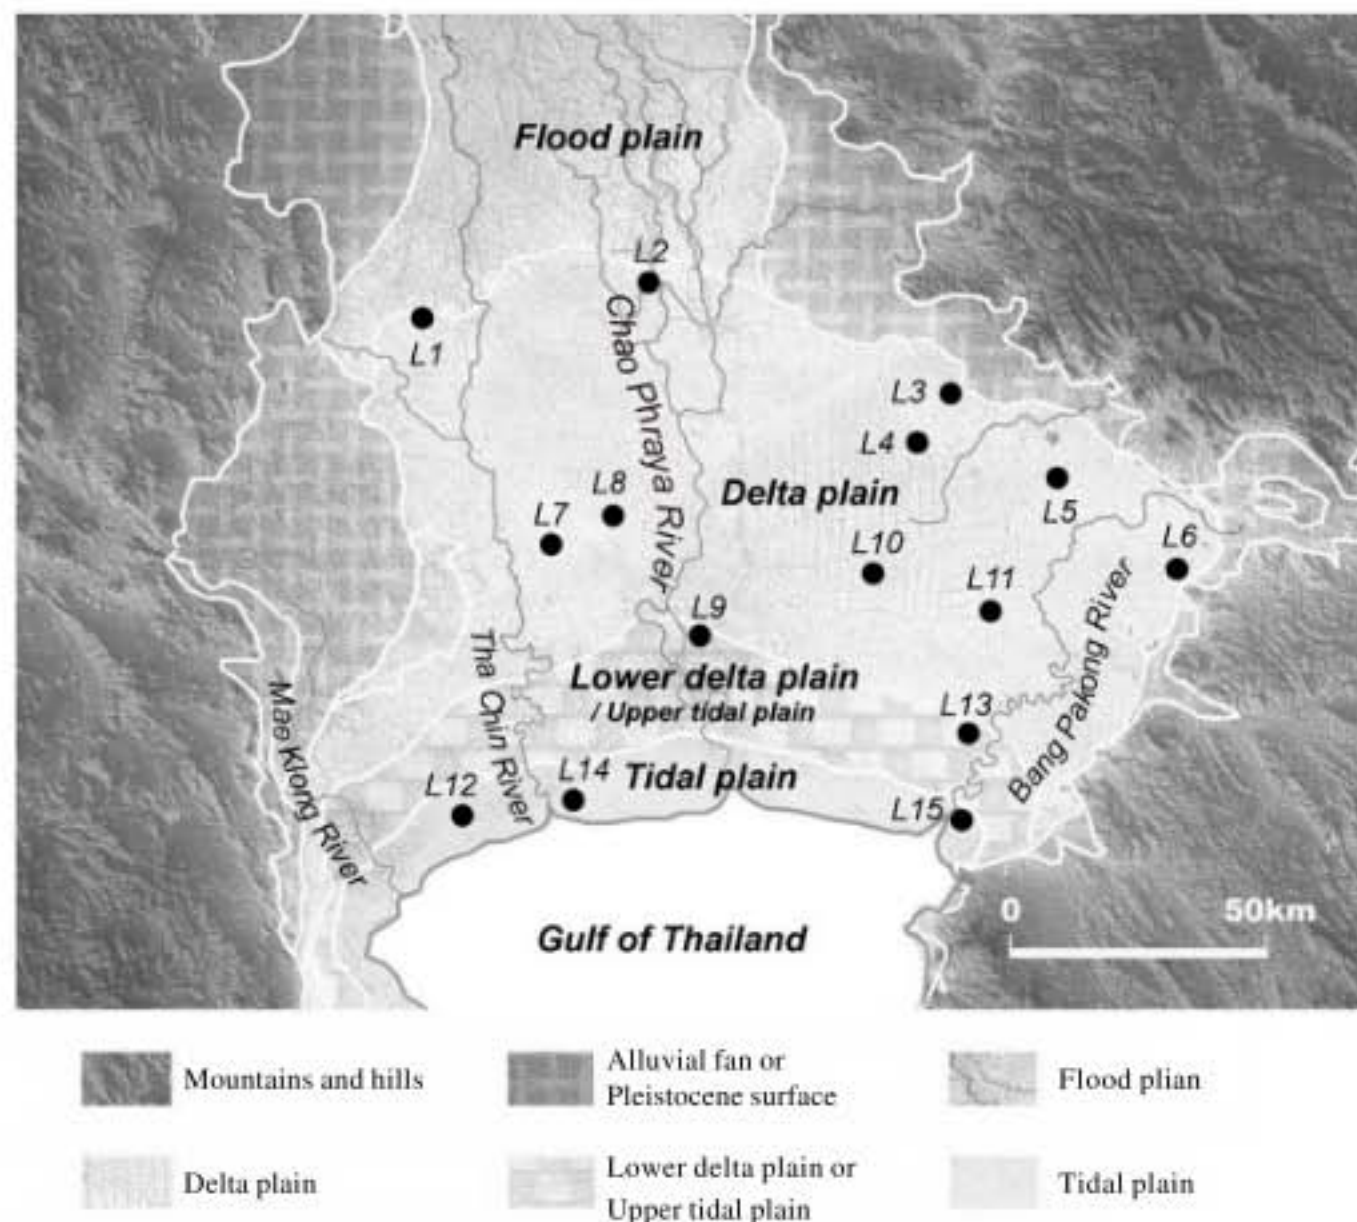 Flood plain
L2
L1
Chao Phraya River
L3
L4
Delta plain
L5
L8
L7
L10
L6
L11
L9
Tha Chin River
Lower delta plain
/ Upper tidal plain
Mae Klong River
Bang Pakong River
L13
L12
L14
Tidal plain
L15
0 50km
Gulf of Thailand
Mountains and hills
Alluvial fan or
Pleistocene surface
Flood plian
Delta plain
Lower delta plain or
Upper tidal plain
Tidal plain